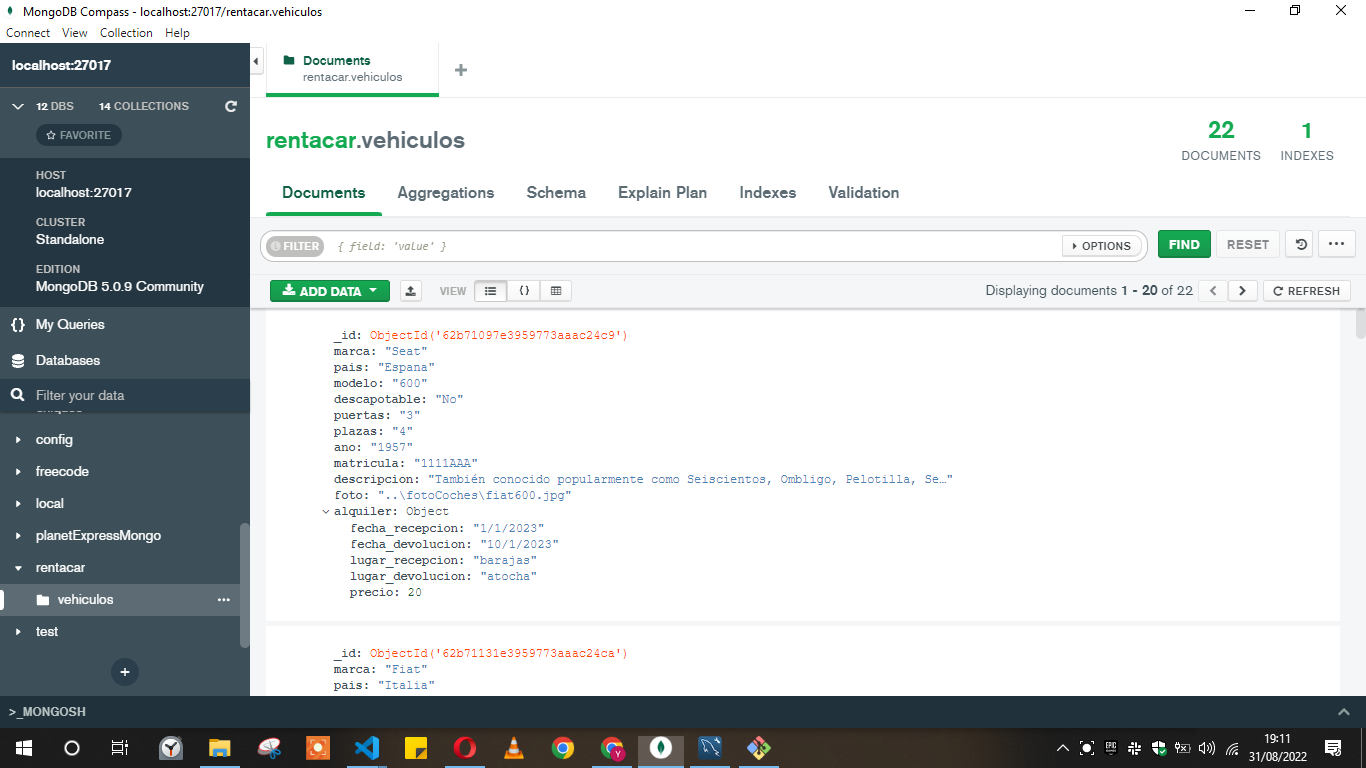 MongoDB Compass - localhost:27017/rentacar.vehiculos
Connect View Collection Help
localhost:27017
12 DBS 14 COLLECTIONS
FAVORITE
HOST
localhost:27017
CLUSTER
Standalone
EDITION
MongoDB 5.0.9 Community
{} My Queries
Databases
Filter your data
config
freecode
local
planetExpressMongo
rentacar
vehiculos ...
test
+
Documents
rentacar.vehiculos
+
rentacar.vehiculos
22
DOCUMENTS
1
INDEXES
Documents Aggregations Schema Explain Plan Indexes Validation
FILTER { field: 'value' } OPTIONS FIND RESET ...
ADD DATA VIEW {} Displaying documents 1 - 20 of 22 < > REFRESH
_id: ObjectId('62b71097e3959773aaac24c9')
marca: "Seat"
pais: "Espana"
modelo: "600"
descapotable: "No"
puertas: "3"
plazas: "4"
ano: "1957"
matricula: "1111AAA"
descripcion: "También conocido popularmente como Seiscientos, Ombligo, Pelotilla, Se…"
foto: "..\fotoCoches\fiat600.jpg"
alquiler: Object
fecha_recepcion: "1/1/2023"
fecha_devolucion: "10/1/2023"
lugar_recepcion: "barajas"
lugar_devolucion: "atocha"
precio: 20
_id: ObjectId('62b71131e3959773aaac24ca')
marca: "Fiat"
pais: "Italia"
>_MONGOSH
19:11
31/08/2022